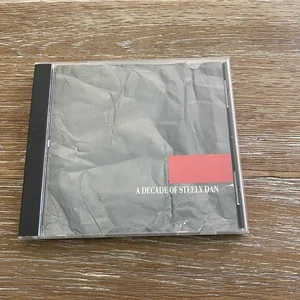 A DECADE OF STEELY DAN